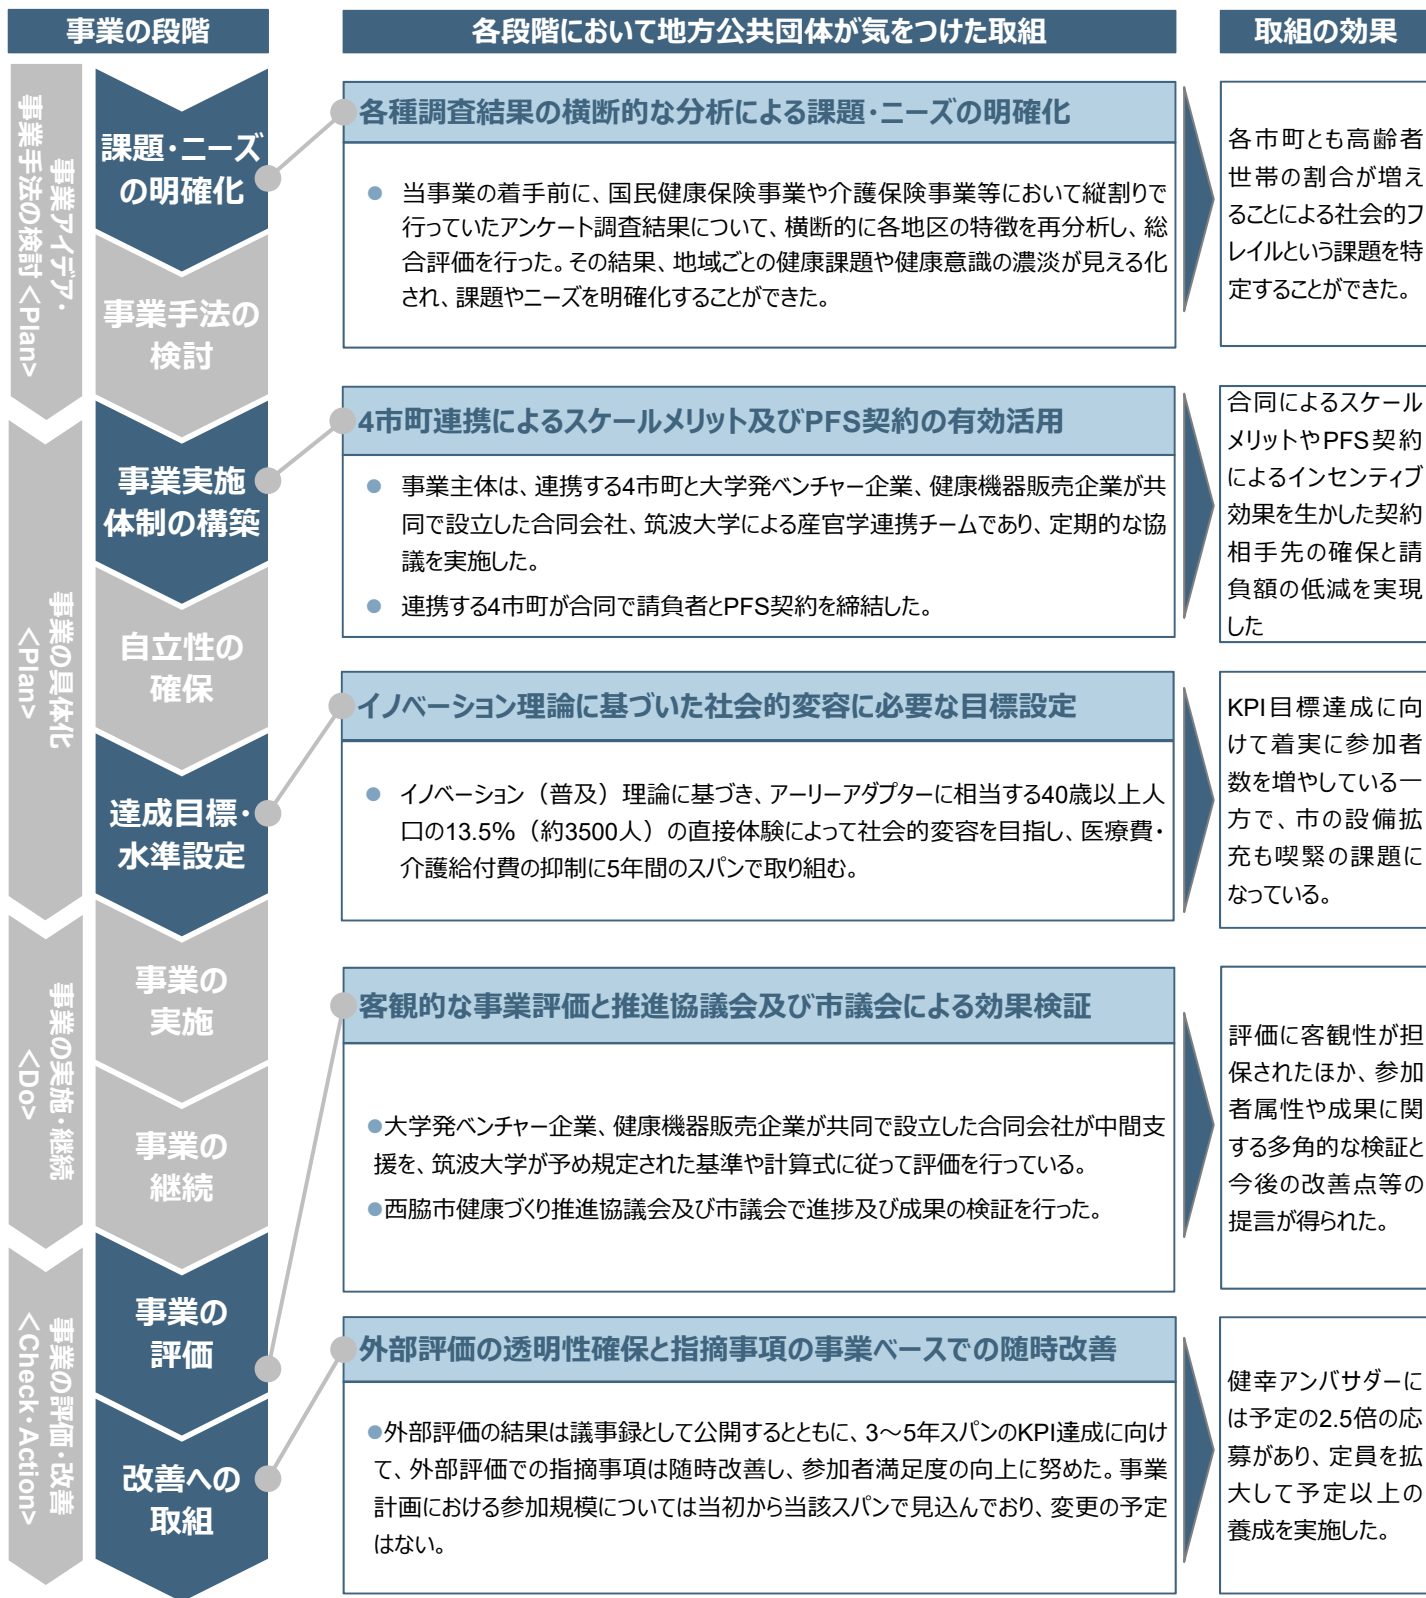 事業の段階
各段階において地方公共団体が気をつけた取組
取組の効果
事業アイデア・
事業手法の検討 <Plan>
課題・ニーズ
の明確化
事業手法の
検討
各種調査結果の横断的な分析による課題・ニーズの明確化
● 当事業の着手前に、国民健康保険事業や介護保険事業等において縦割りで
行っていたアンケート調査結果について、横断的に各地区の特徴を再分析し、総
合評価を行った。その結果、地域ごとの健康課題や健康意識の濃淡が見える化
され、課題やニーズを明確化することができた。
各市町とも高齢者
世帯の割合が増え
ることによる社会的フ
レイルという課題を特
定することができた。
事業の具体化
<Plan>
事業実施
体制の構築
自立性の
確保
達成目標・
水準設定
4市町連携によるスケールメリット及びPFS契約の有効活用
● 事業主体は、連携する4市町と大学発ベンチャー企業、健康機器販売企業が共
同で設立した合同会社、筑波大学による産官学連携チームであり、定期的な協
議を実施した。
● 連携する4市町が合同で請負者とPFS契約を締結した。
合同によるスケール
メリットやPFS契約
によるインセンティブ
効果を生かした契約
相手先の確保と請
負額の低減を実現
した
イノベーション理論に基づいた社会的変容に必要な目標設定
● イノベーション（普及）理論に基づき、アーリーアダプターに相当する40歳以上人
口の13.5％（約3500人）の直接体験によって社会的変容を目指し、医療費・
介護給付費の抑制に5年間のスパンで取り組む。
KPI目標達成に向
けて着実に参加者
数を増やしている一
方で、市の設備拡
充も喫緊の課題に
なっている。
事業の実施・継続
<Do>
事業の
実施
事業の
継続
客観的な事業評価と推進協議会及び市議会による効果検証
●大学発ベンチャー企業、健康機器販売企業が共同で設立した合同会社が中間支
援を、筑波大学が予め規定された基準や計算式に従って評価を行っている。
●西脇市健康づくり推進協議会及び市議会で進捗及び成果の検証を行った。
評価に客観性が担
保されたほか、参加
者属性や成果に関
する多角的な検証と
今後の改善点等の
提言が得られた。
事業の評価・改善
<Check・Action>
事業の
評価
改善への
取組
外部評価の透明性確保と指摘事項の事業ベースでの随時改善
●外部評価の結果は議事録として公開するとともに、3～5年スパンのKPI達成に向け
て、外部評価での指摘事項は随時改善し、参加者満足度の向上に努めた。事業
計画における参加規模については当初から当該スパンで見込んでおり、変更の予定
はない。
健幸アンバサダーに
は予定の2.5倍の応
募があり、定員を拡
大して予定以上の
養成を実施した。